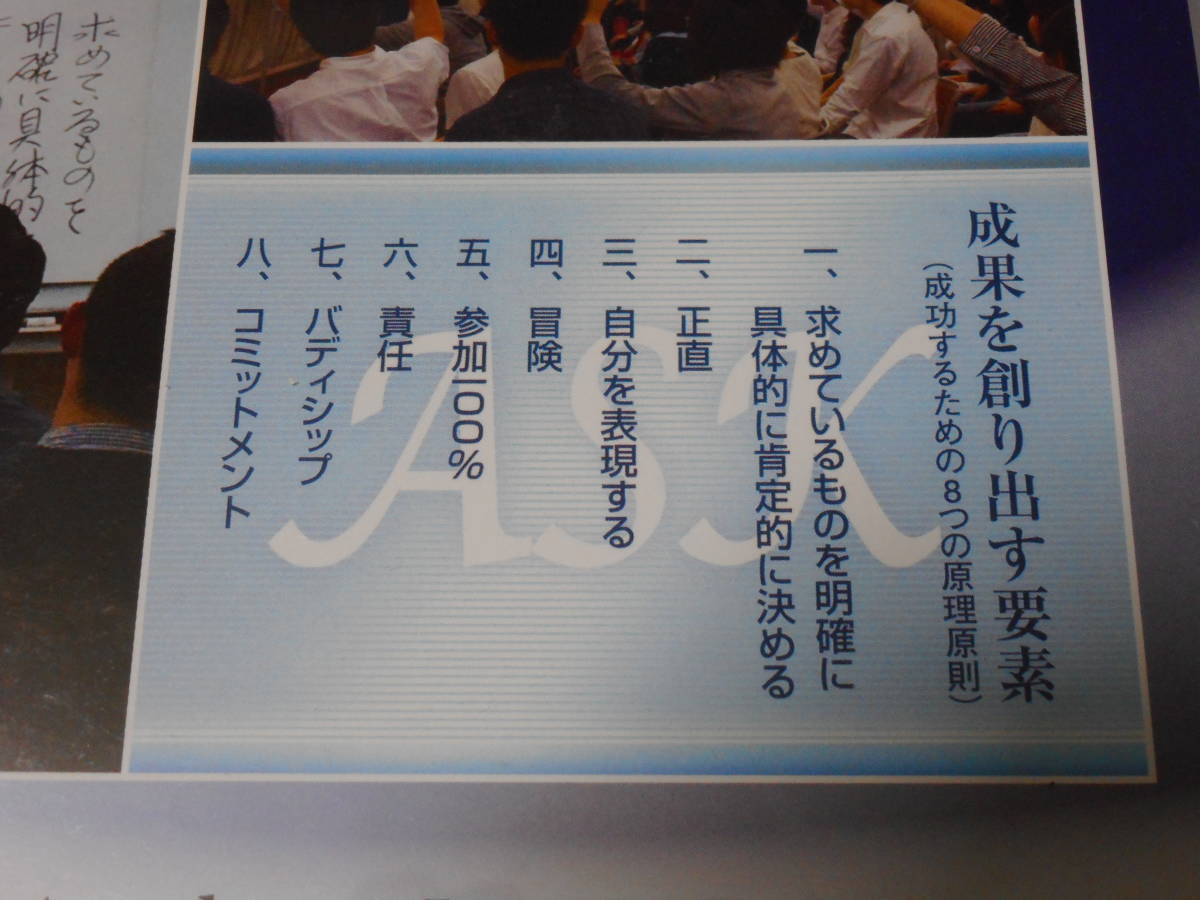 成果を創り出す要素
（成功するための８つの原理原則）
一、求めているものを明確に
具体的に肯定的に決める
二、正直
三、自分を表現する
四、冒険
五、参加一〇〇％
六、責任
七、バディシップ
八、コミットメント
ASK
求めているものを
明確に具体的